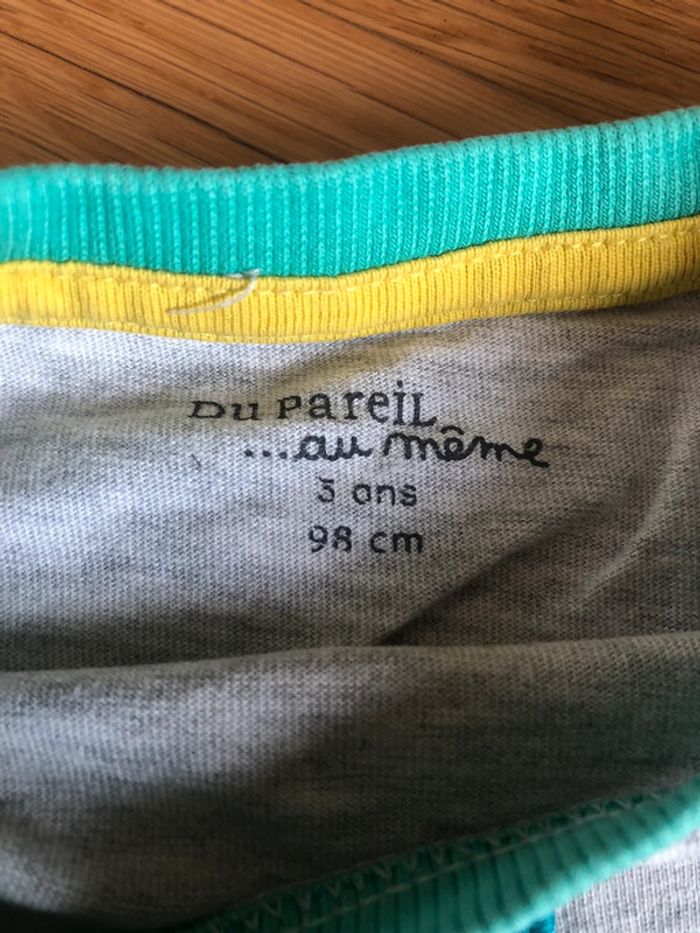 Du Pareil
...au même
3 ans
98 cm